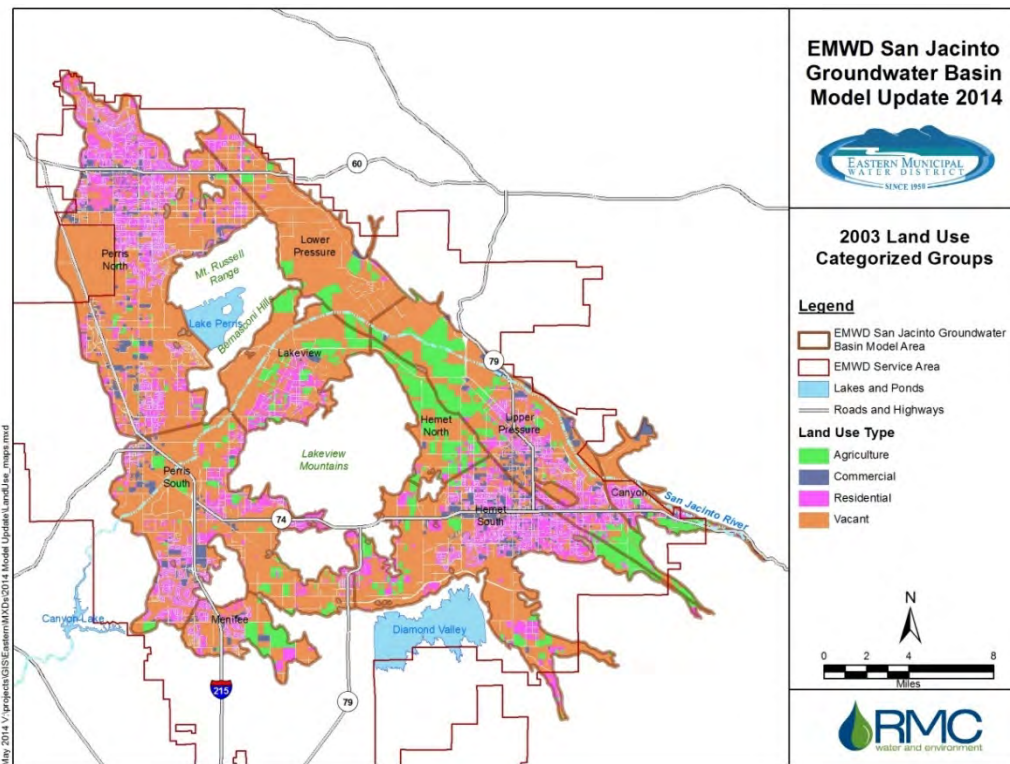 EMWD San Jacinto
Groundwater Basin
Model Update 2014
EASTERN MUNICIPAL
WATER DISTRICT
SINCE 1950
2003 Land Use
Categorized Groups
Legend
EMWD San Jacinto Groundwater
Basin Model Area
EMWD Service Area
Lakes and Ponds
Roads and Highways
Land Use Type
Agriculture
Commercial
Residential
Vacant
N
0 2 4 8
Miles
RMC
water and environment
60
Perris
North
Mt. Russell
Range
Lower
Pressure
Lake Perris
Bernasconi Hills
Lakeview
79
Hemet
North
Upper
Pressure
Lakeview
Mountains
Perris
South
Canyon
San Jacinto River
74
Hemet
South
Canyon Lake
Menifee
Diamond Valley
215
79
May 2014 V:\projects\GIS\Eastern\MXDs\2014 Model Update\LandUse_maps.mxd